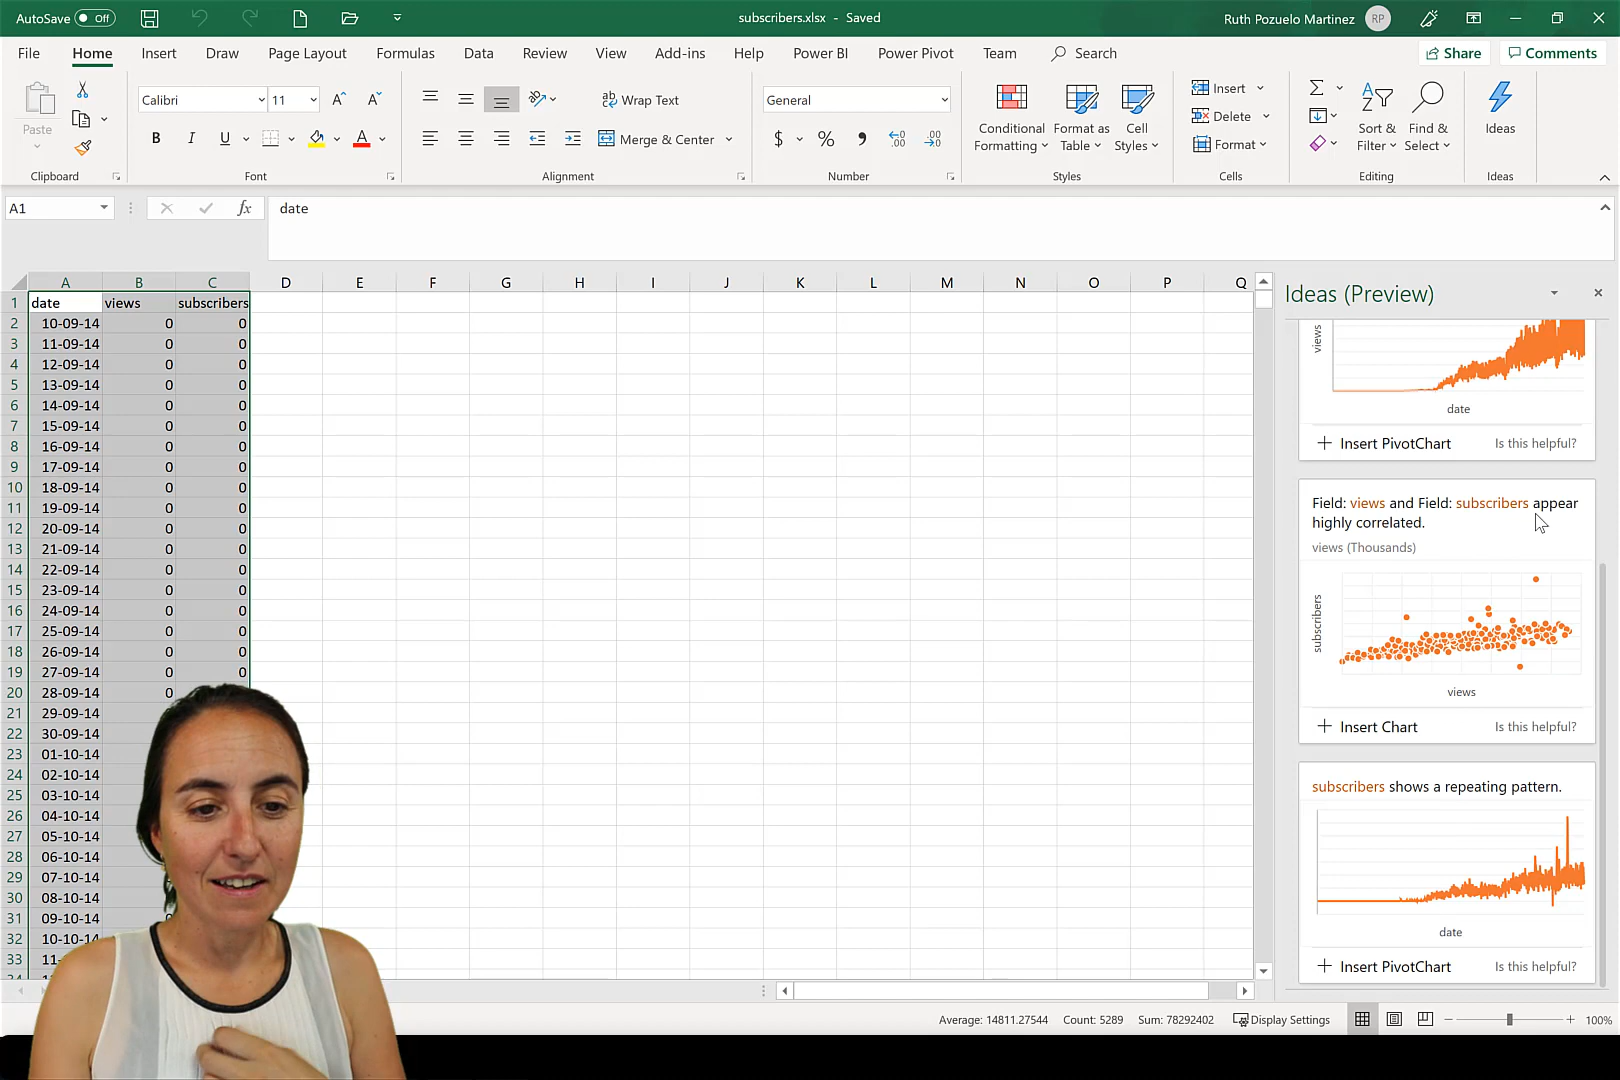 AutoSave Off
subscribers.xlsx - Saved
Ruth Pozuelo Martinez RP
File Home Insert Draw Page Layout Formulas Data Review View Add-ins Help Power BI Power Pivot Team Search Share Comments
Paste
Clipboard
Calibri 11
B I U A
Font
ab Wrap Text
Merge & Center
Alignment
General
$ % , .00
Number
Conditional Formatting
Format as Table
Cell Styles
Styles
Insert
Delete
Format
Cells
Sort & Filter
Find & Select
Editing
Ideas
Ideas
A1 fx date
A B C D E F G H I J K L M N O P Q
1 date views subscribers
2 10-09-14 0 0
3 11-09-14 0 0
4 12-09-14 0 0
5 13-09-14 0 0
6 14-09-14 0 0
7 15-09-14 0 0
8 16-09-14 0 0
9 17-09-14 0 0
10 18-09-14 0 0
11 19-09-14 0 0
12 20-09-14 0 0
13 21-09-14 0 0
14 22-09-14 0 0
15 23-09-14 0 0
16 24-09-14 0 0
17 25-09-14 0 0
18 26-09-14 0 0
19 27-09-14 0 0
20 28-09-14 0
21 29-09-14
22 30-09-14
23 01-10-14
24 02-10-14
25 03-10-14
26 04-10-14
27 05-10-14
28 06-10-14
29 07-10-14
30 08-10-14
31 09-10-14
32 10-10-14
33 11-
Ideas (Preview)
views
date
Insert PivotChart Is this helpful?
Field: views and Field: subscribers appear
highly correlated.
views (Thousands)
subscribers
views
Insert Chart Is this helpful?
subscribers shows a repeating pattern.
date
Insert PivotChart Is this helpful?
Average: 14811.27544 Count: 5289 Sum: 78292402 Display Settings 100%